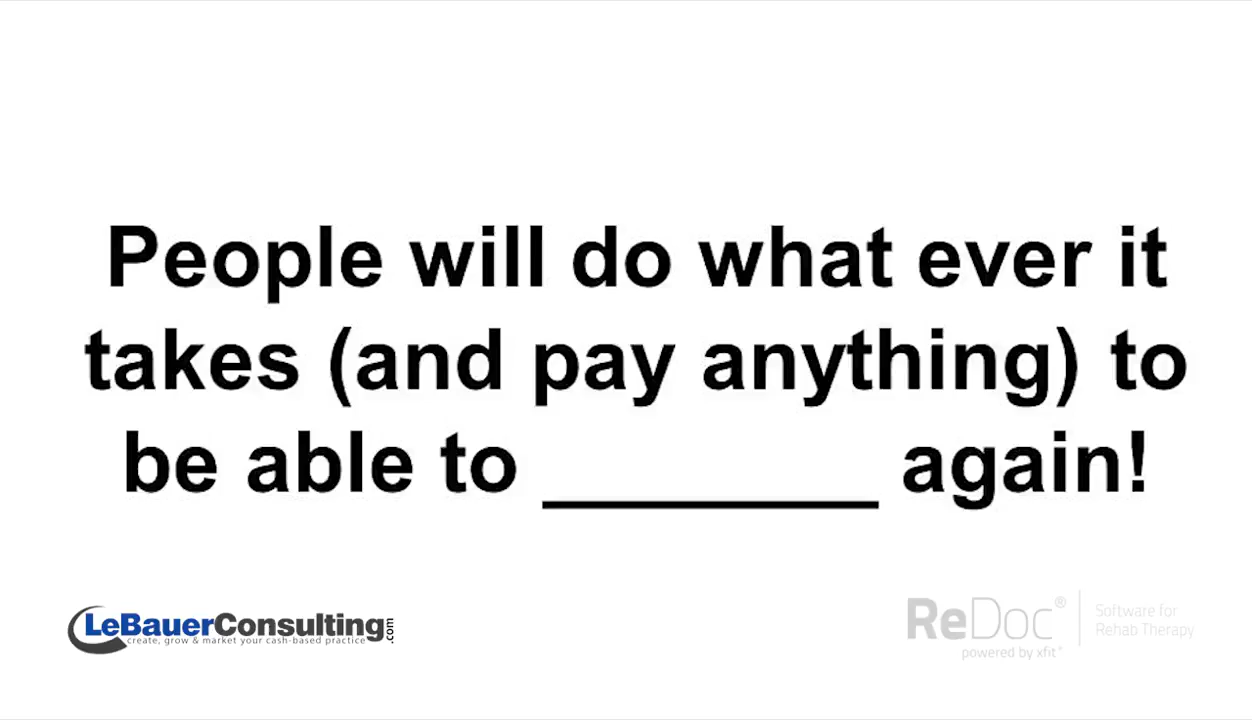 People will do what ever it
takes (and pay anything) to
be able to ________ again!
LeBauerConsulting.com
create, grow & market your cash-based practice
ReDoc®
powered by xfit®
Software for
Rehab Therapy